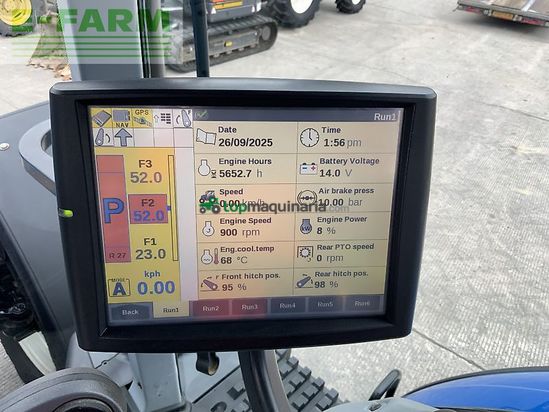 E-FARM
Run1
GPS
NAV
Date
26/09/2025
Time
1:56 pm
Engine Hours
5652.7 h
Battery Voltage
14.0 V
Speed
0.00 km/h
Air brake press
10.00 bar
topmaquinaria.com
Engine Speed
900 rpm
Engine Power
8 %
Eng.cool.temp
68 °C
Rear PTO speed
0 rpm
Front hitch pos.
95 %
Rear hitch pos.
98 %
F3
52.0
P
F2
52.0
F1
23.0
R 27
kph
MODE
A
0.00
Back
Run1
Run2
Run3
Run4
Run5
Run6